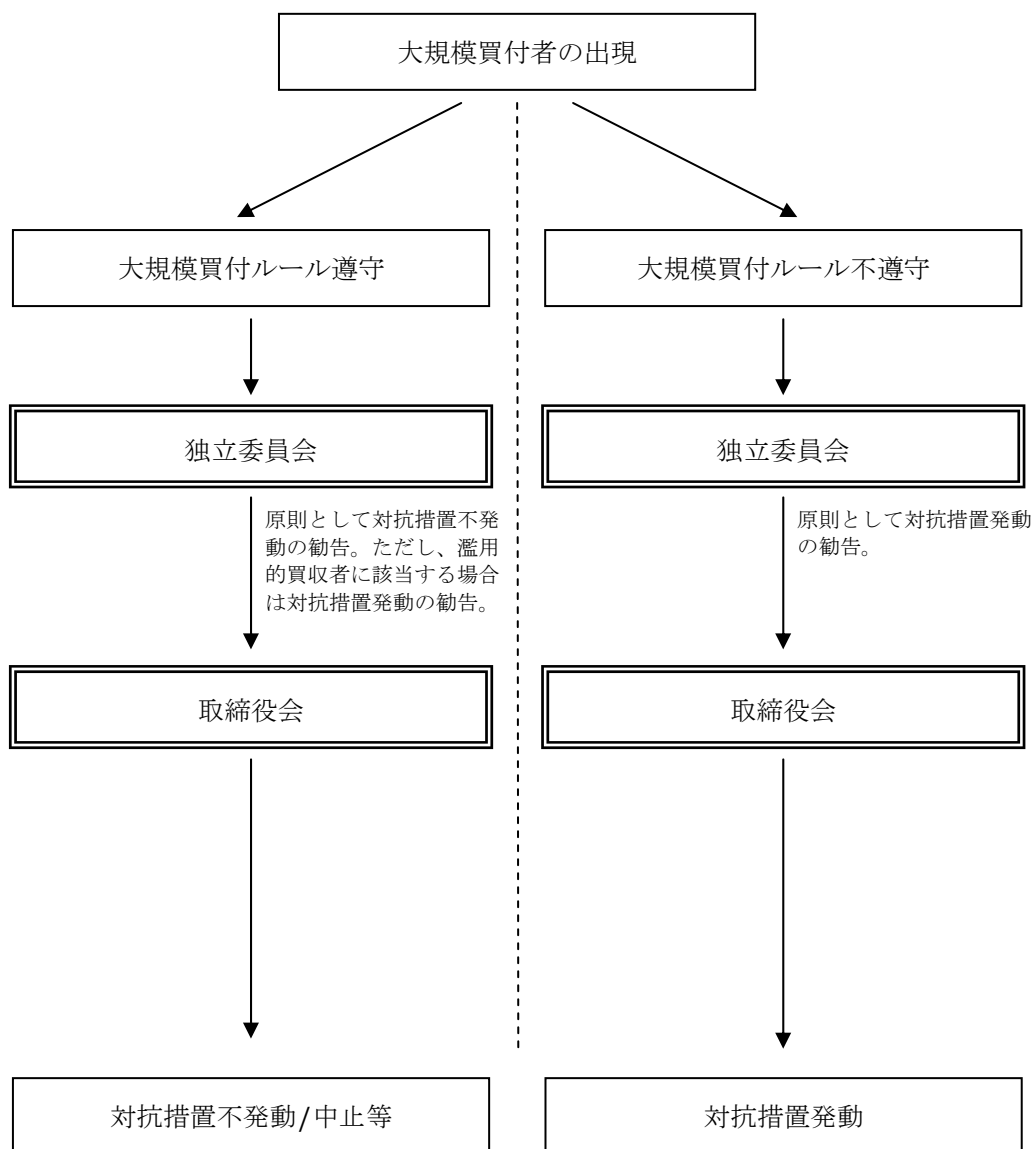 大規模買付者の出現
大規模買付ルール遵守
大規模買付ルール不遵守
独立委員会
独立委員会
原則として対抗措置不発
動の勧告。ただし、濫用
的買収者に該当する場合
は対抗措置発動の勧告。
原則として対抗措置発動
の勧告。
取締役会
取締役会
対抗措置不発動/中止等
対抗措置発動